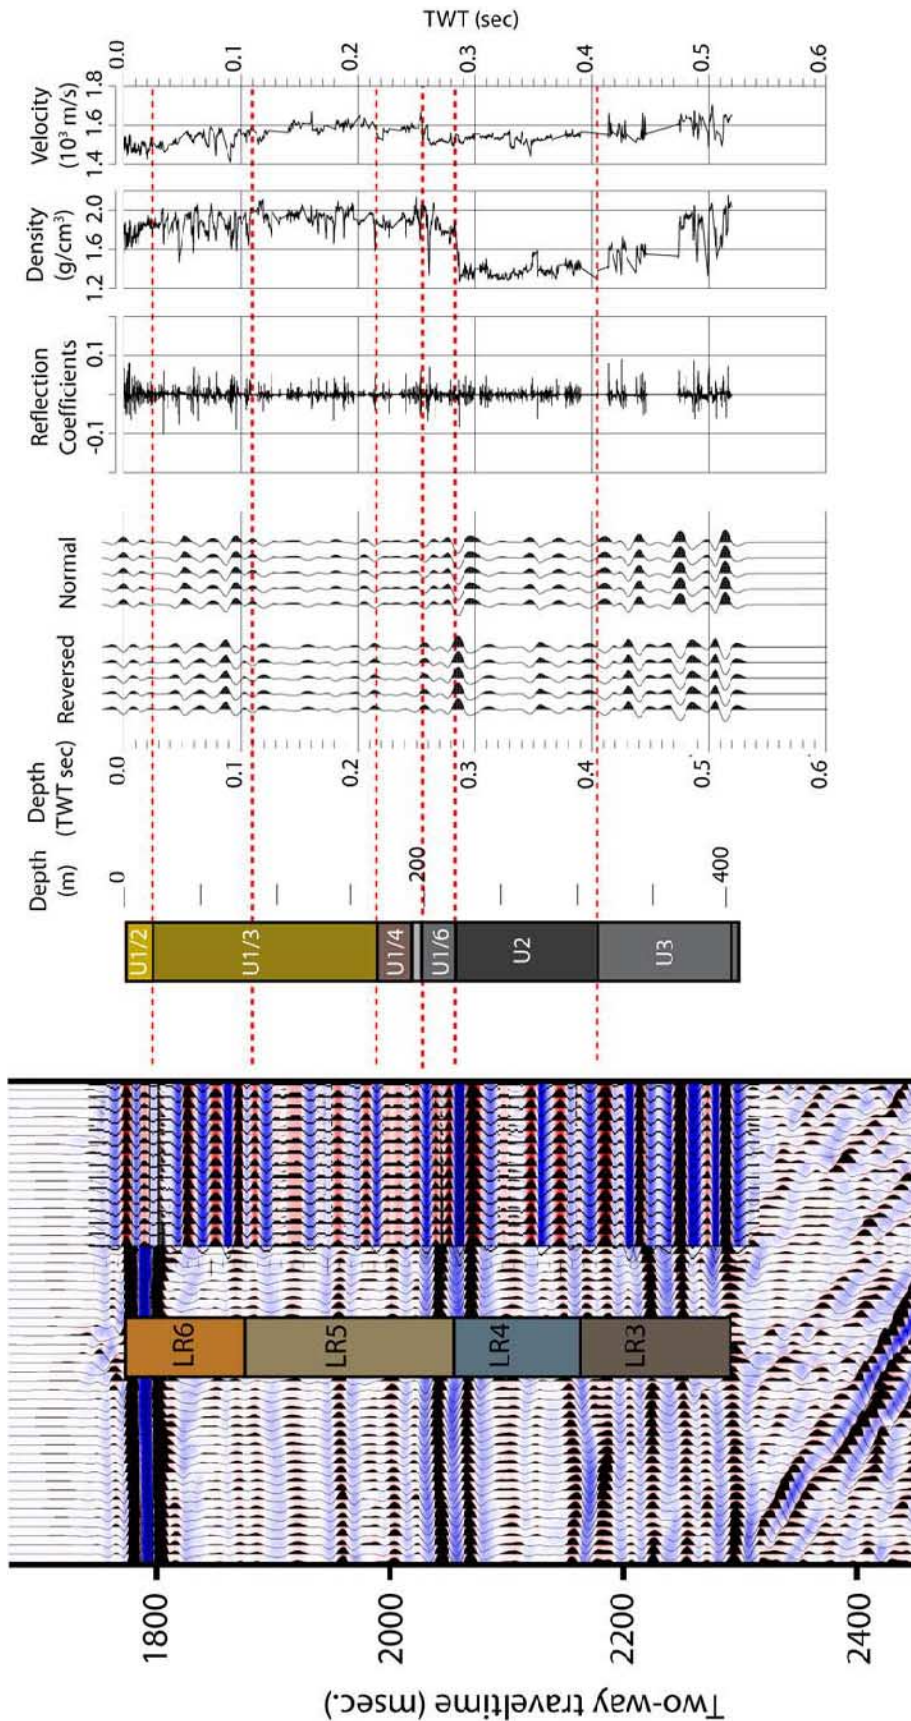 Two-way traveltime (msec.)
1800
2000
2200
2400
LR6
LR5
LR4
LR3
U1/2
U1/3
U1/4
U1/6
U2
U3
Depth
(m)
0
200
400
Depth
(TWT sec)
0.0
0.1
0.2
0.3
0.4
0.5
0.6
Reversed
Normal
Reflection
Coefficients
-0.1
0.1
Density
(g/cm³)
1.2
1.6
2.0
Velocity
(10³ m/s)
1.4
1.6
1.8
TWT (sec)
0.0
0.1
0.2
0.3
0.4
0.5
0.6